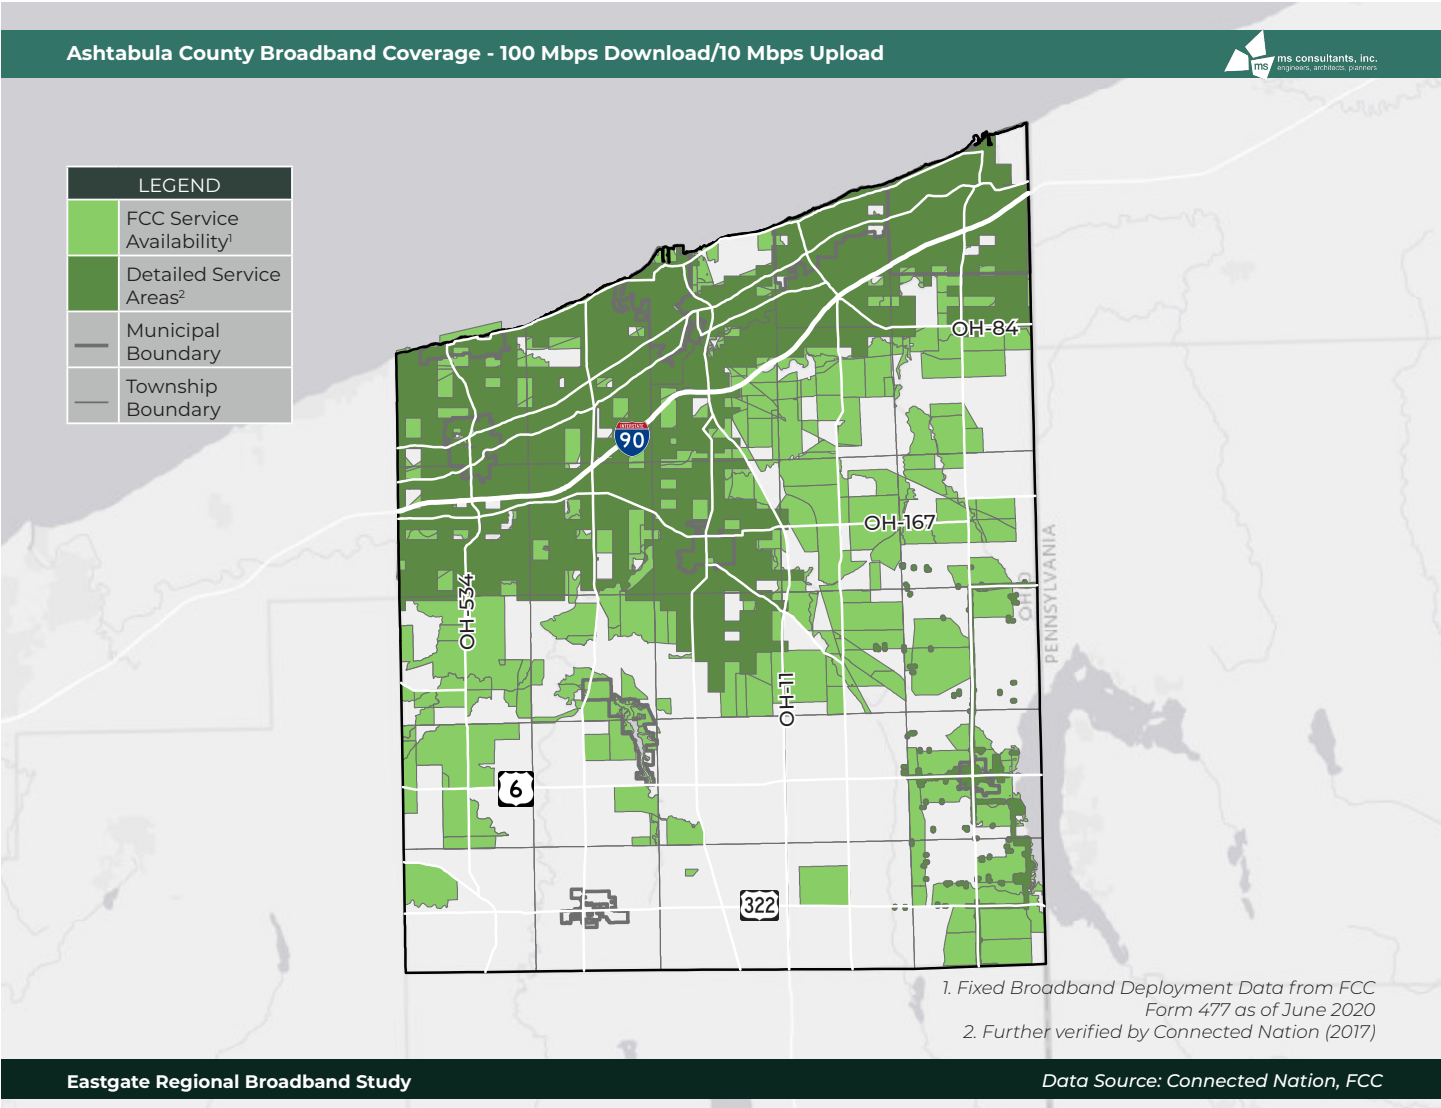 Ashtabula County Broadband Coverage - 100 Mbps Download/10 Mbps Upload
ms
ms consultants, inc.
engineers, architects, planners
LEGEND
FCC Service
Availability¹
Detailed Service
Areas²
Municipal
Boundary
Township
Boundary
OH-84
INTERSTATE
90
OH-167
OH-534
OHIO
PENNSYLVANIA
OH-11
6
322
1. Fixed Broadband Deployment Data from FCC
Form 477 as of June 2020
2. Further verified by Connected Nation (2017)
Eastgate Regional Broadband Study
Data Source: Connected Nation, FCC